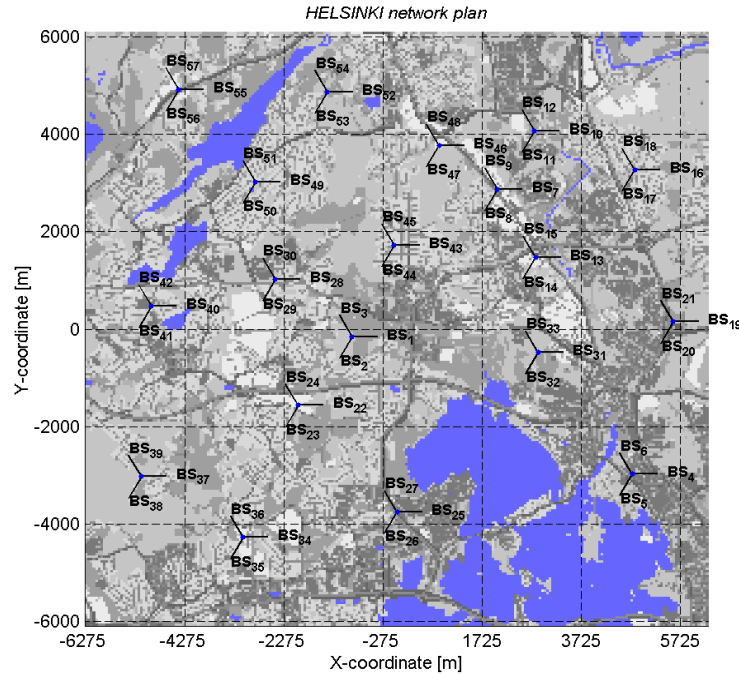 HELSINKI network plan
6000
BS57
BS54
BS55
BS52
BS56
BS53
BS48
BS12
4000
BS46
BS10
BS51
BS9
BS11
BS18
BS47
BS16
BS49
BS7
BS17
BS50
BS8
BS45
BS15
2000
BS30
BS43
BS13
BS42
BS44
BS28
BS14
BS21
BS40
BS29
BS3
BS33
BS19
0
BS41
BS1
BS31
BS20
BS2
BS24
BS32
BS22
-2000
BS23
BS39
BS6
BS37
BS4
BS38
BS27
BS5
-4000
BS36
BS25
BS34
BS26
BS35
-6000
-6275 -4275 -2275 -275 1725 3725 5725
X-coordinate [m]
Y-coordinate [m]